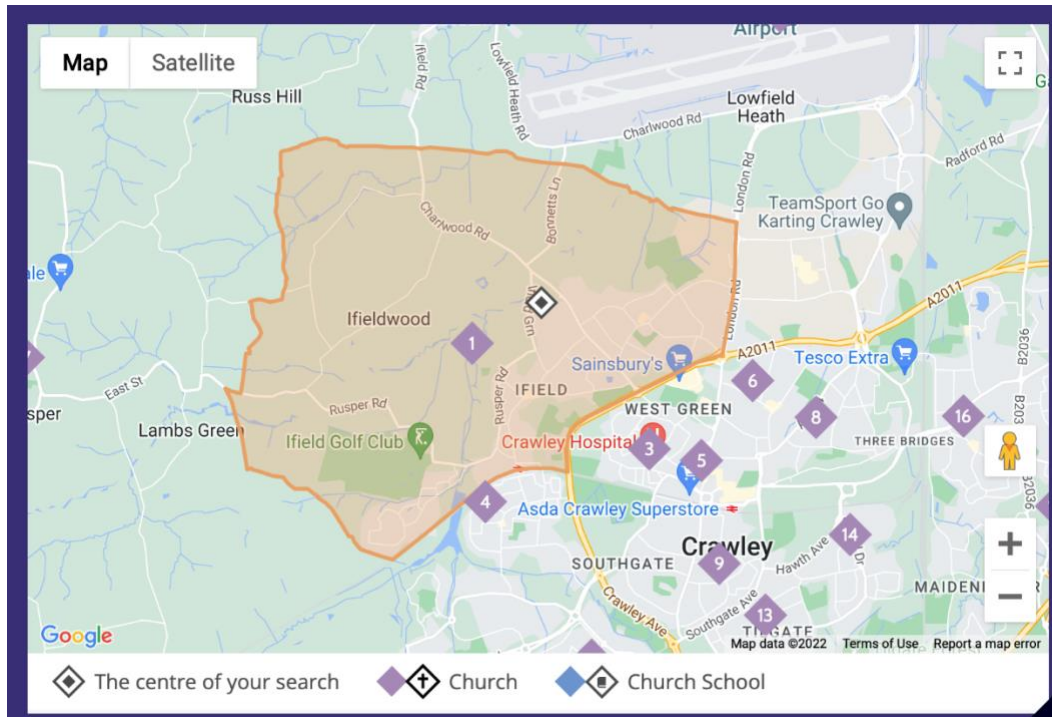 Airport
Map
Satellite
Ifield Rd
Lowfield Heath Rd
Russ Hill
Lowfield
Heath
Charlwood Rd
Radford Rd
London Rd
Bonnetts Ln
TeamSport Go
Karting Crawley
Charlwood Rd
Ifieldwood
1
London Rd
A2011
A2011
Sainsbury's
Tesco Extra
B2036
East St
IFIELD
6
Rusper Rd
Rusper Rd
WEST GREEN
8
16
Lambs Green
Ifield Golf Club
Crawley Hospital
3
5
THREE BRIDGES
4
Asda Crawley Superstore
14
Crawley
SOUTHGATE
9
Hawth Ave
Crawley Ave
Southgate Ave
13
Google
Map data ©2022
Terms of Use
Report a map error
The centre of your search
Church
Church School